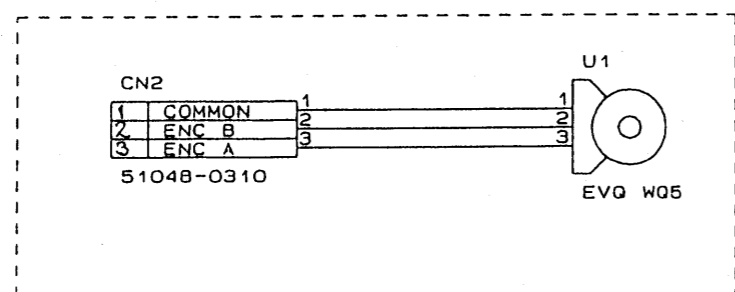 U1
CN2
1 COMMON 1 1
2 ENC B 2 2
3 ENC A 3 3
51048-0310
EVQ WQ5